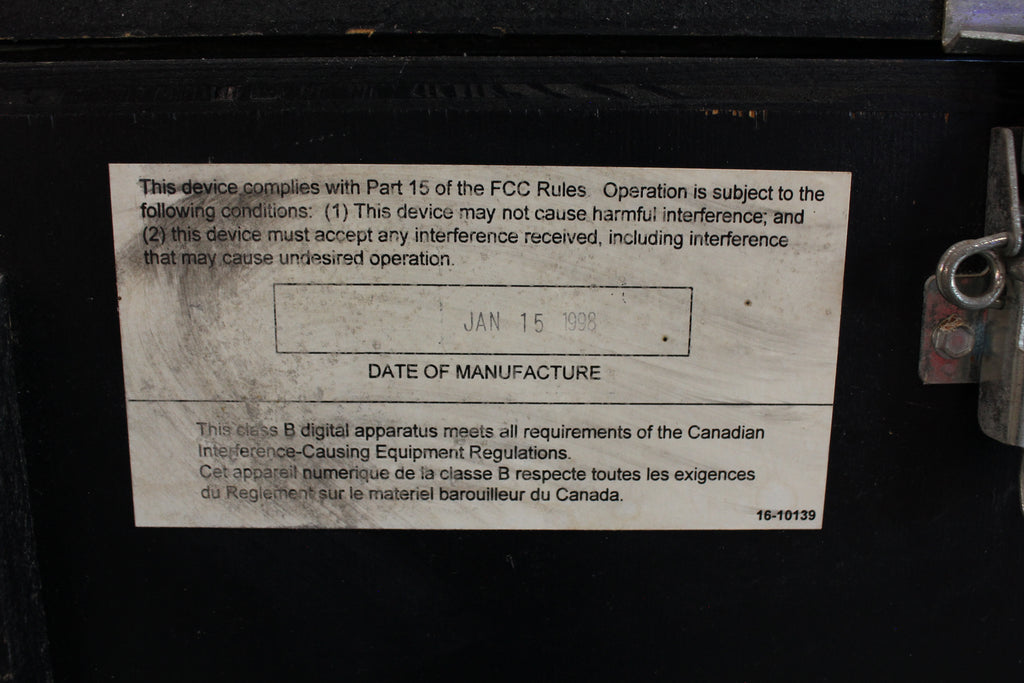 This device complies with Part 15 of the FCC Rules. Operation is subject to the
following conditions: (1) This device may not cause harmful interference; and
(2) this device must accept any interference received, including interference
that may cause undesired operation.
JAN 15 1998
DATE OF MANUFACTURE
This class B digital apparatus meets all requirements of the Canadian
Interference-Causing Equipment Regulations.
Cet appareil numerique de la classe B respecte toutes les exigences
du Reglement sur le materiel barouilleur du Canada.
16-10139